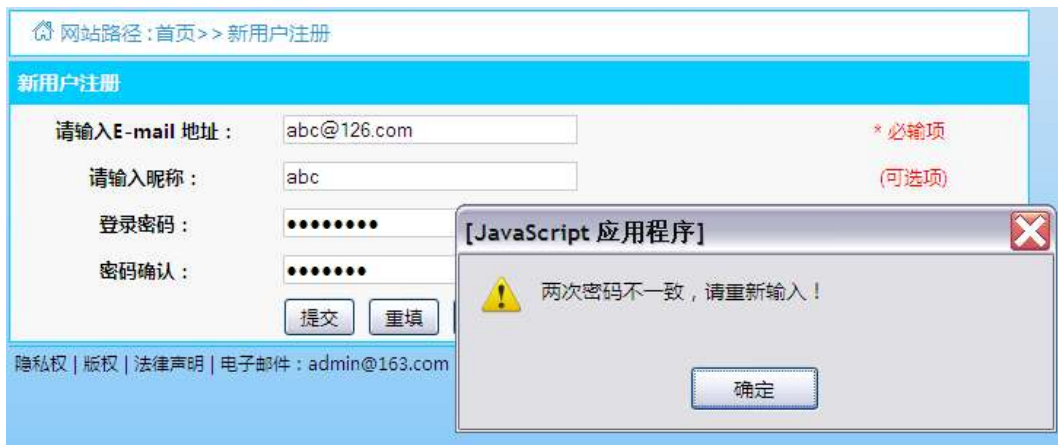 网站路径 :首页>> 新用户注册
新用户注册
请输入E-mail 地址： abc@126.com * 必输项
请输入昵称： abc (可选项)
登录密码： ••••••••
密码确认： •••••••
提交 重填
隐私权 | 版权 | 法律声明 | 电子邮件：admin@163.com
[JavaScript 应用程序]
两次密码不一致，请重新输入！
确定